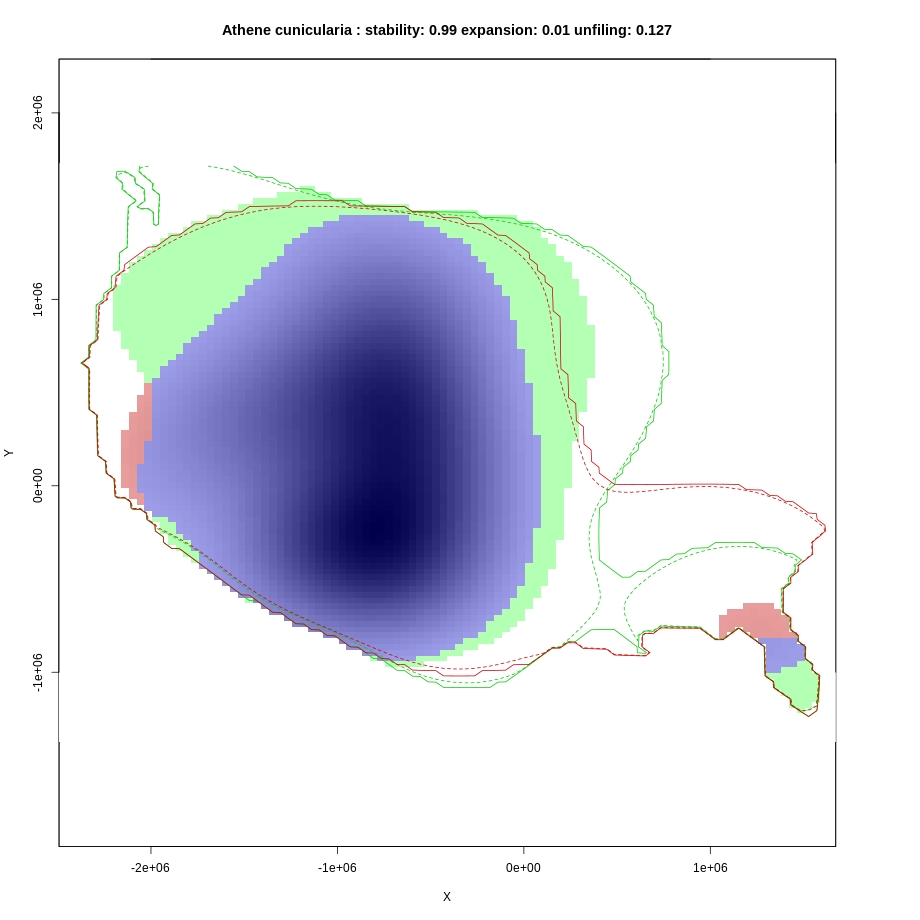 Athene cunicularia : stability: 0.99 expansion: 0.01 unfiling: 0.127
2e+06
1e+06
0e+00
-1e+06
Y
-2e+06 -1e+06 0e+00 1e+06
X